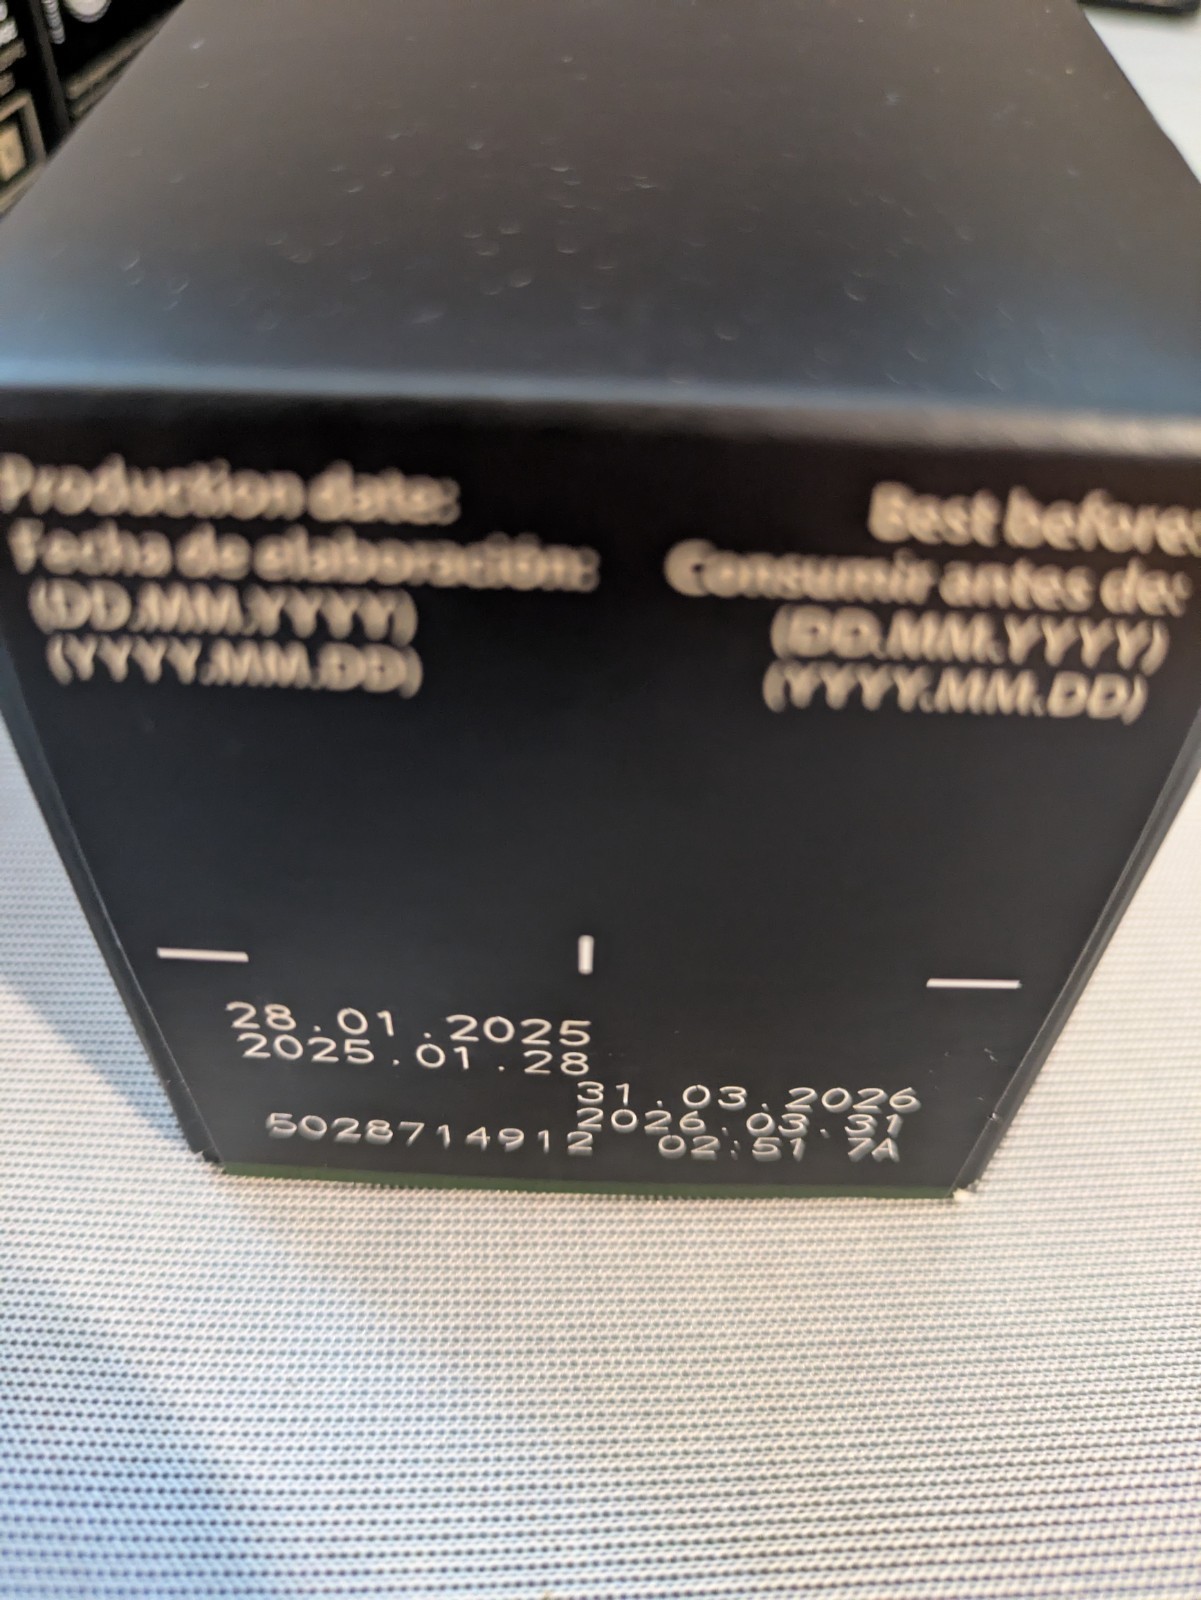 Production date:
Fecha de elaboración:
(DD.MM.YYYY)
(YYYY.MM.DD)
Best before:
Consumir antes de:
(DD.MM.YYYY)
(YYYY.MM.DD)
28.01.2025
2025.01.28
31.03.2026
2026.03.31
5028714912 02:51 7A